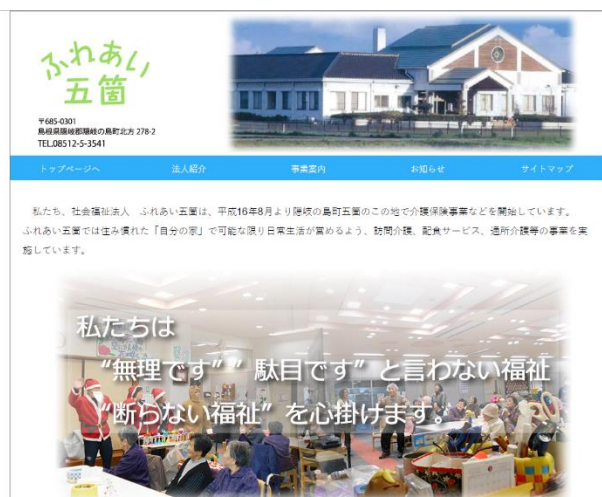 ふれあい
五箇
〒685-0301
島根県隠岐郡隠岐の島町北方 278-2
TEL.08512-5-3541
トップページへ 法人紹介 事業案内 お知らせ サイトマップ
私たち、社会福祉法人　ふれあい五箇は、平成16年8月より隠岐の島町五箇のこの地で介護保険事業などを開始しています。
ふれあい五箇では住み慣れた「自分の家」で可能な限り日常生活が営めるよう、訪問介護、配食サービス、通所介護等の事業を実
施しています。
私たちは
“無理です”” 駄目です” と言わない福祉
“断らない福祉” を心掛けます。